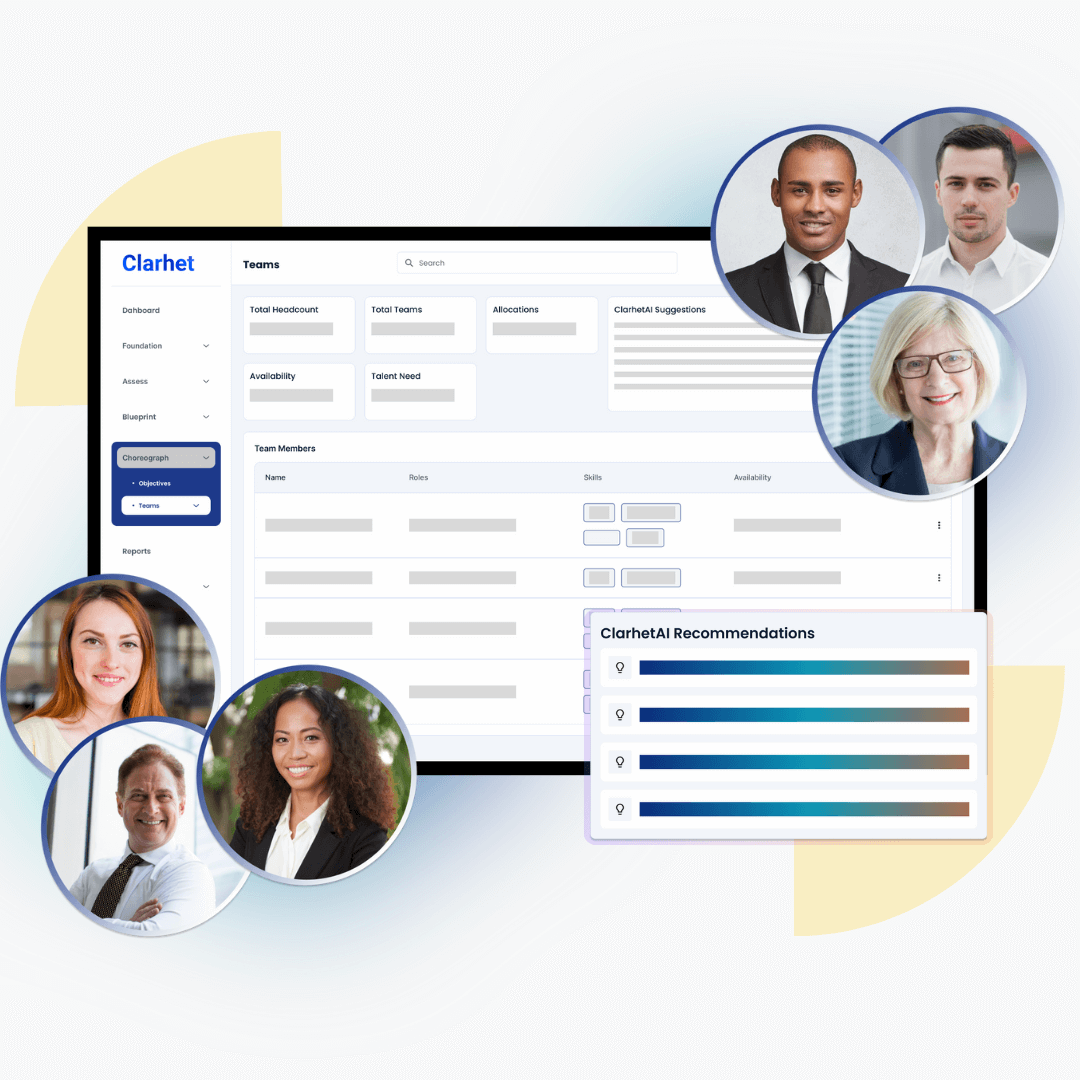 Clarhet
Teams
Search
Dahboard
Foundation
Assess
Blueprint
Choreograph
• Objectives
• Teams
Reports
Total Headcount
Total Teams
Allocations
ClarhetAI Suggestions
Availability
Talent Need
Team Members
Name
Roles
Skills
Availability
ClarhetAI Recommendations